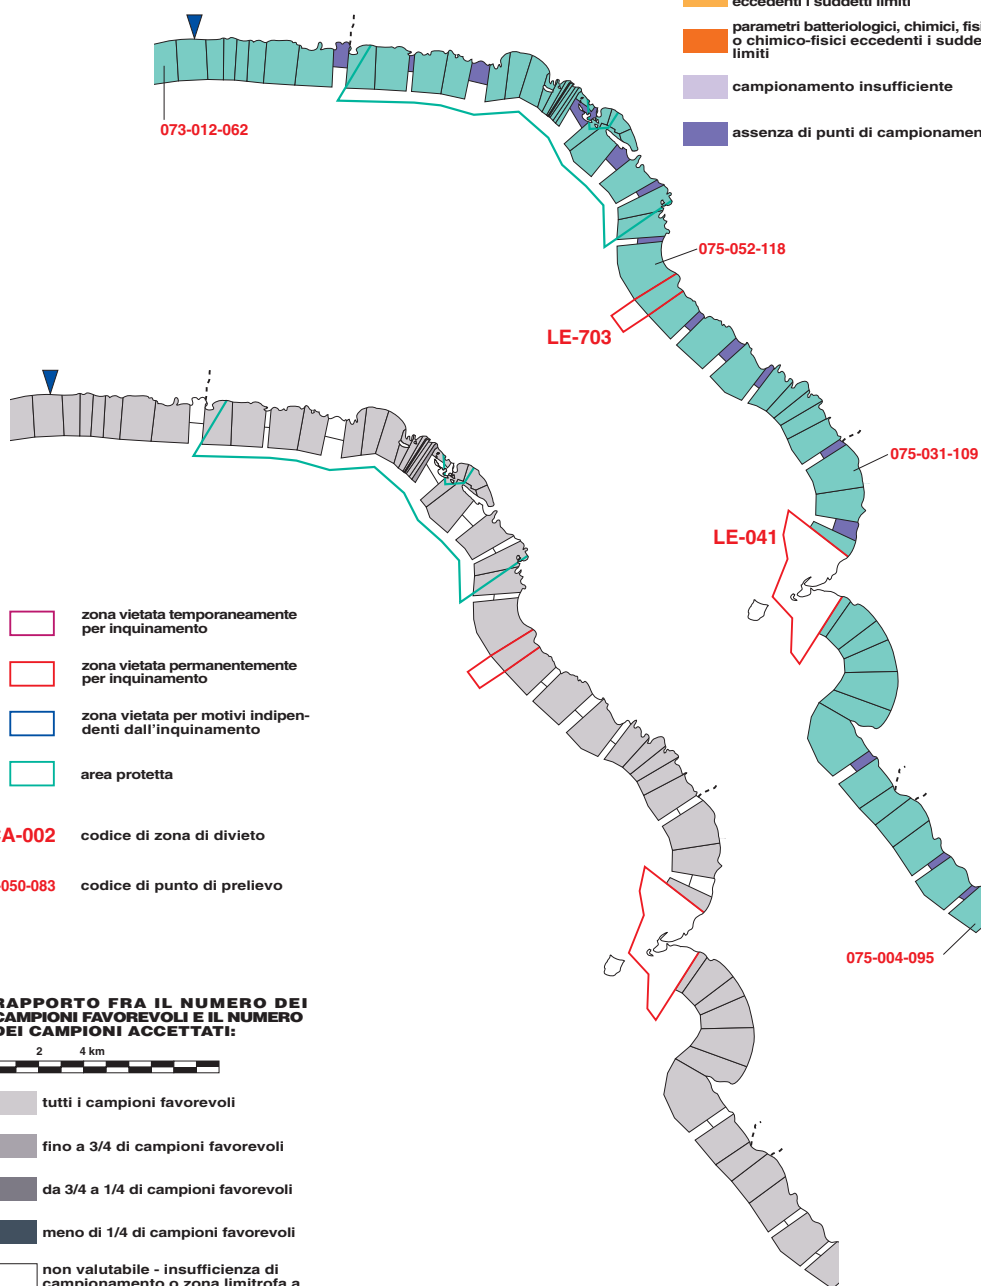 eccedenti i suddetti limiti
parametri batteriologici, chimici,
o chimico-fisici eccedenti i
limiti
campionamento insufficiente
assenza di punti di
073-012-062
075-052-118
LE-703
075-031-109
LE-041
075-004-095
zona vietata temporaneamente
per inquinamento
zona vietata permanentemente
per inquinamento
zona vietata per motivi indipen-
denti dall'inquinamento
area protetta
A-002 codice di zona di divieto
050-083 codice di punto di prelievo
RAPPORTO FRA IL NUMERO DEI
CAMPIONI FAVOREVOLI E IL NUMERO
DEI CAMPIONI ACCETTATI:
2 4 km
tutti i campioni favorevoli
fino a 3/4 di campioni favorevoli
da 3/4 a 1/4 di campioni favorevoli
meno di 1/4 di campioni favorevoli
non valutabile - insufficienza di
campionamento o zona limitrofa a